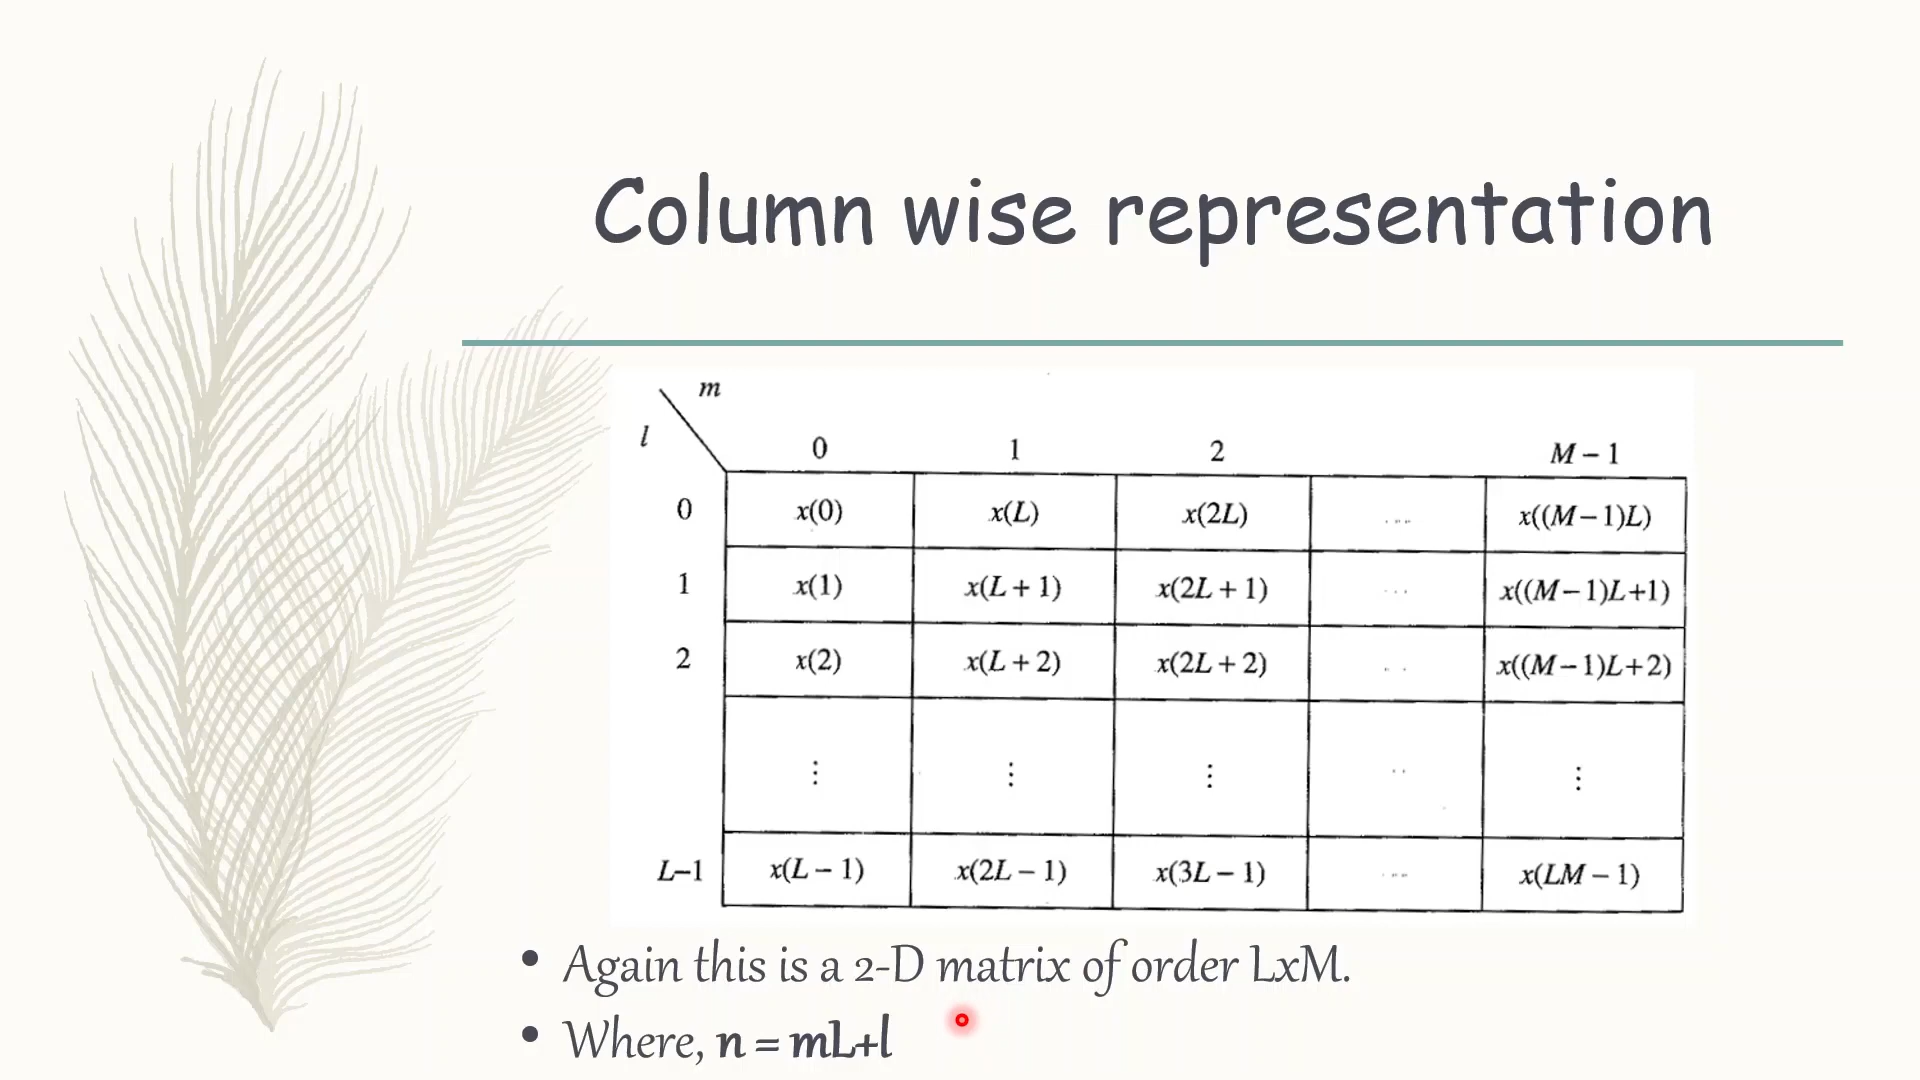 Column wise representation
m
l
0 1 2 M – 1
0 x(0) x(L) x(2L) ... x((M – 1)L)
1 x(1) x(L + 1) x(2L + 1) ... x((M – 1)L+1)
2 x(2) x(L + 2) x(2L + 2) .. x((M – 1)L+2)
⋮ ⋮ ⋮ .. ⋮
L–1 x(L – 1) x(2L – 1) x(3L – 1) ... x(LM – 1)
• Again this is a 2-D matrix of order LxM.
• Where, n = mL+l